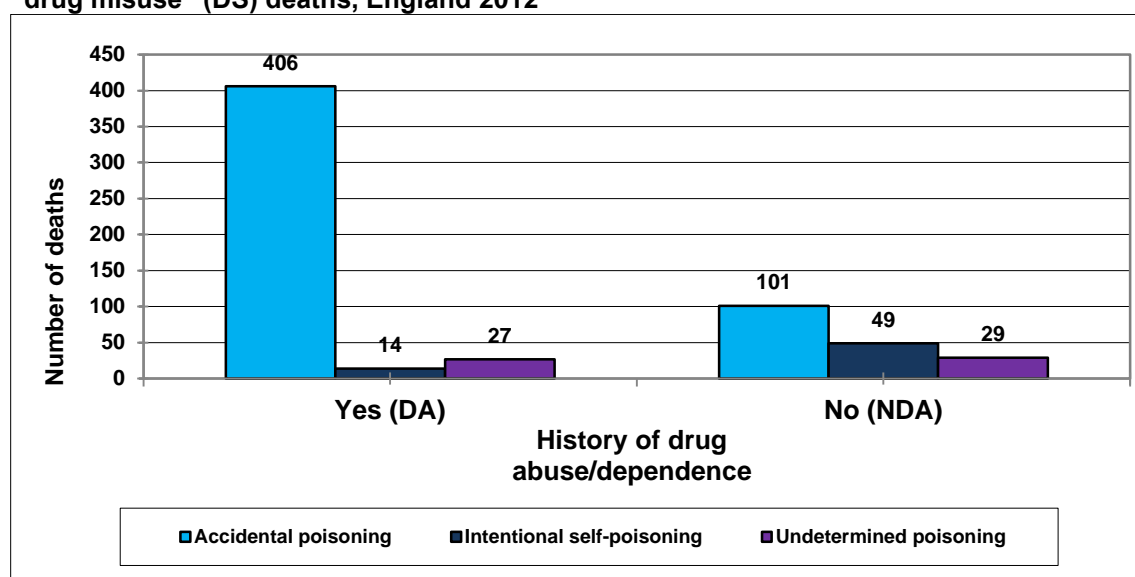 drug misuse" (DS) deaths, England 2012
450
400
350
300
250
200
150
100
50
0
Number of deaths
406
14
27
101
49
29
Yes (DA)
No (NDA)
History of drug
abuse/dependence
Accidental poisoning
Intentional self-poisoning
Undetermined poisoning